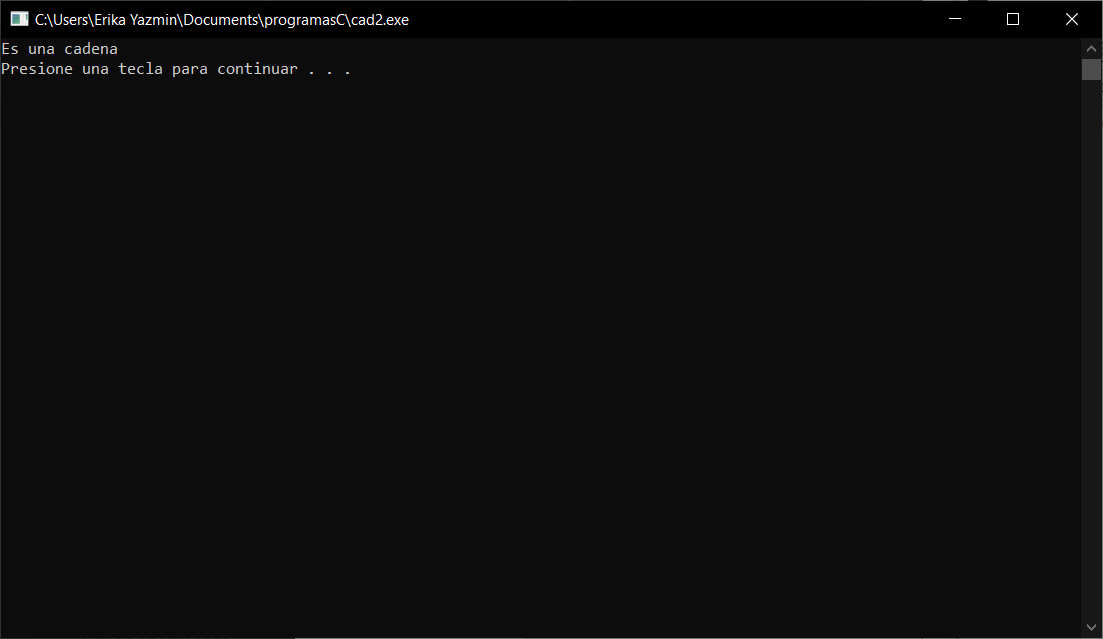 C:\Users\Erika Yazmin\Documents\programasC\cad2.exe
Es una cadena
Presione una tecla para continuar . . .